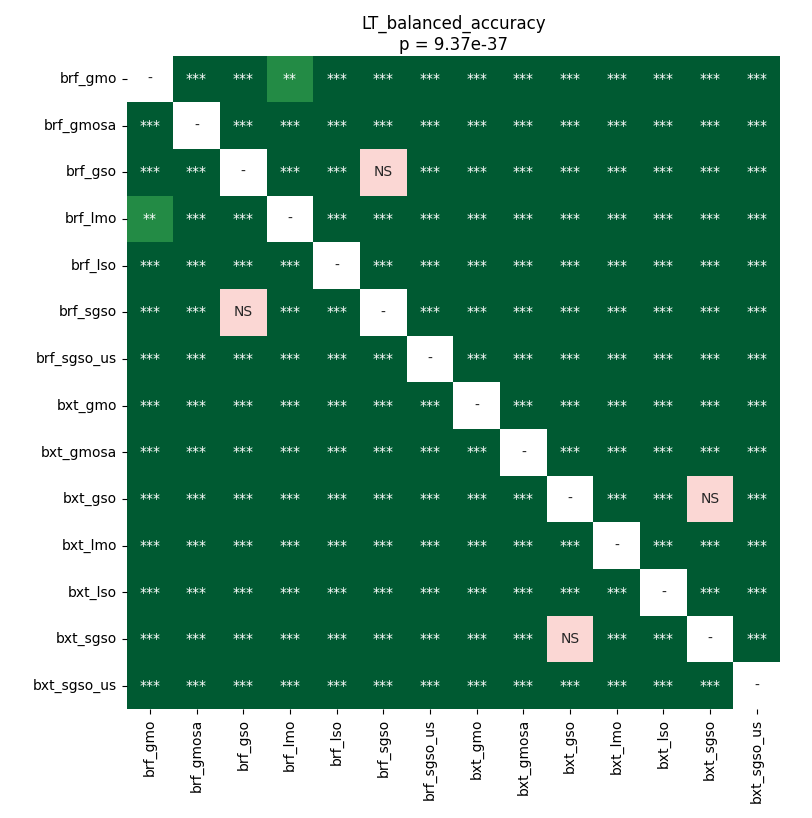 LT_balanced_accuracy
p = 9.37e-37
brf_gmo - *** *** ** *** *** *** *** *** *** *** *** *** ***
brf_gmosa *** - *** *** *** *** *** *** *** *** *** *** *** ***
brf_gso *** *** - *** *** NS *** *** *** *** *** *** *** ***
brf_lmo ** *** *** - *** *** *** *** *** *** *** *** *** ***
brf_lso *** *** *** *** - *** *** *** *** *** *** *** *** ***
brf_sgso *** *** NS *** *** - *** *** *** *** *** *** *** ***
brf_sgso_us *** *** *** *** *** *** - *** *** *** *** *** *** ***
bxt_gmo *** *** *** *** *** *** *** - *** *** *** *** *** ***
bxt_gmosa *** *** *** *** *** *** *** *** - *** *** *** *** ***
bxt_gso *** *** *** *** *** *** *** *** *** - *** *** NS ***
bxt_lmo *** *** *** *** *** *** *** *** *** *** - *** *** ***
bxt_lso *** *** *** *** *** *** *** *** *** *** *** - *** ***
bxt_sgso *** *** *** *** *** *** *** *** *** NS *** *** - ***
bxt_sgso_us *** *** *** *** *** *** *** *** *** *** *** *** *** -
brf_gmo
brf_gmosa
brf_gso
brf_lmo
brf_lso
brf_sgso
brf_sgso_us
bxt_gmo
bxt_gmosa
bxt_gso
bxt_lmo
bxt_lso
bxt_sgso
bxt_sgso_us